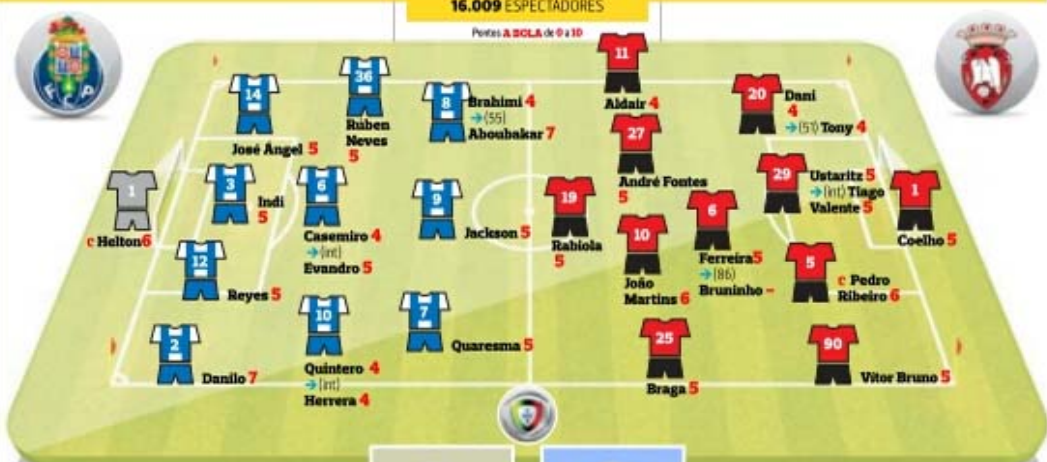 16.009 ESPECTADORES
Pontes A BOLA de 0 a 10
14
José Ángel 5
36
Rúben
Neves
5
8
Brahimi 4
→(55)
Aboubakar 7
11
Aldair 4
20
Dani
4
→(51) Tony 4
1
c Helton 6
3
Indi
5
6
Casemiro 4
→(int)
Evandro 5
9
Jackson 5
19
Rabiola
5
27
André Fontes
5
10
João
Martins 6
6
Ferreira 5
→(86)
Bruninho –
29
Ustaritz 5
→(int) Tiago
Valente 5
1
Coelho 5
12
Reyes 5
5
c Pedro
Ribeiro 6
2
Danilo 7
10
Quintero 4
→(int)
Herrera 4
7
Quaresma 5
25
Braga 5
90
Vítor Bruno 5
FCP